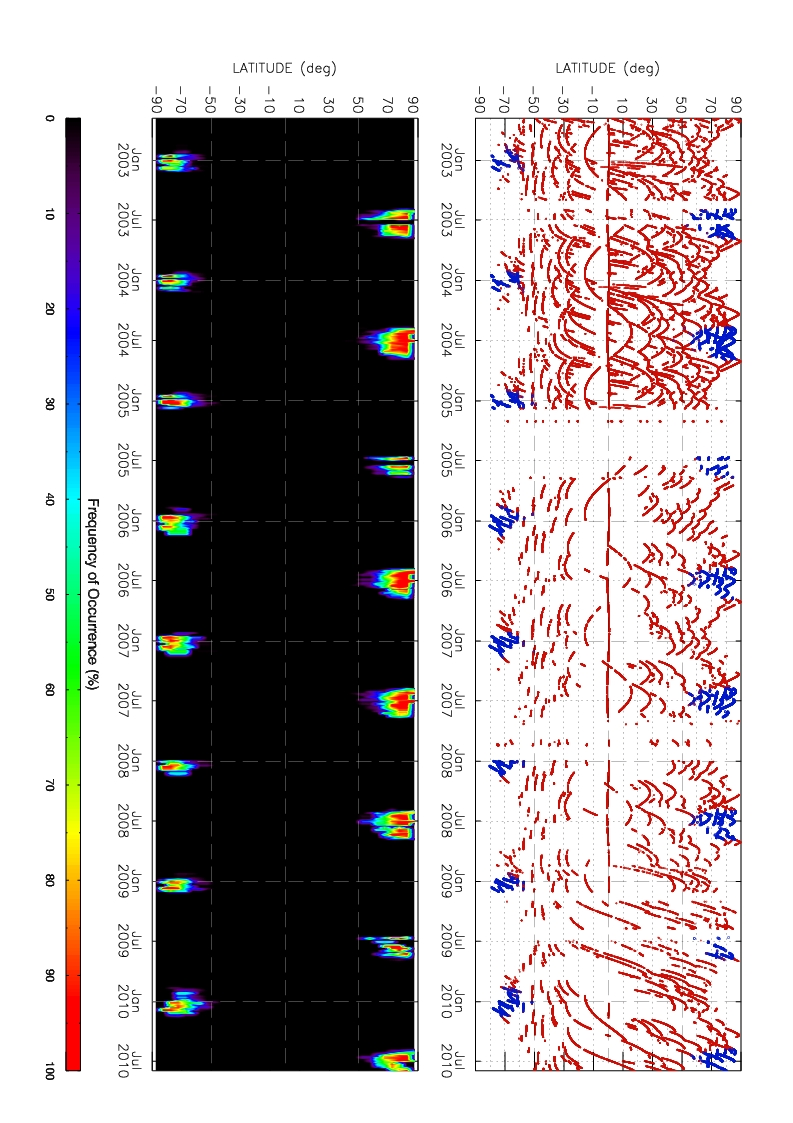 LATITUDE (deg)
90
70
50
30
10
-10
-30
-50
-70
-90
Jan 2003
Jul 2003
Jan 2004
Jul 2004
Jan 2005
Jul 2005
Jan 2006
Jul 2006
Jan 2007
Jul 2007
Jan 2008
Jul 2008
Jan 2009
Jul 2009
Jan 2010
Jul 2010
LATITUDE (deg)
90
70
50
30
10
-10
-30
-50
-70
-90
Jan 2003
Jul 2003
Jan 2004
Jul 2004
Jan 2005
Jul 2005
Jan 2006
Jul 2006
Jan 2007
Jul 2007
Jan 2008
Jul 2008
Jan 2009
Jul 2009
Jan 2010
Jul 2010
Frequency of Occurrence (%)
0 10 20 30 40 50 60 70 80 90 100